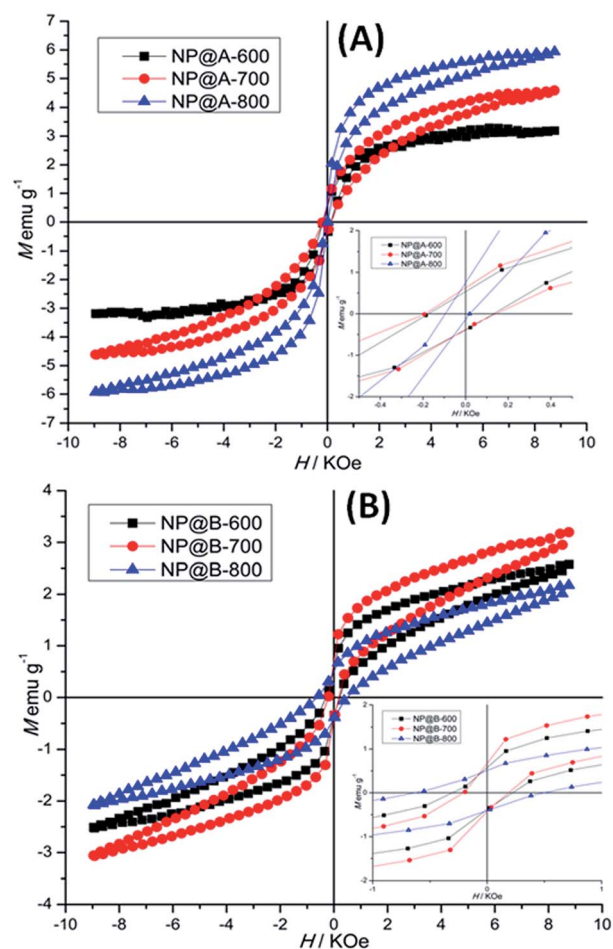 (A)
NP@A-600
NP@A-700
NP@A-800
7
6
5
4
3
2
1
0
-1
-2
-3
-4
-5
-6
-7
M emu g-1
-10 -8 -6 -4 -2 0 2 4 6 8 10
H / KOe
NP@A-600
NP@A-700
NP@A-800
2
1
0
-1
-2
M emu g-1
-0.4 -0.2 0.0 0.2 0.4
H / KOe
(B)
NP@B-600
NP@B-700
NP@B-800
4
3
2
1
0
-1
-2
-3
-4
M emu g-1
-10 -8 -6 -4 -2 0 2 4 6 8 10
H / KOe
NP@B-600
NP@B-700
NP@B-800
2
1
0
-1
-2
M emu g-1
-1 0 1
H / KOe